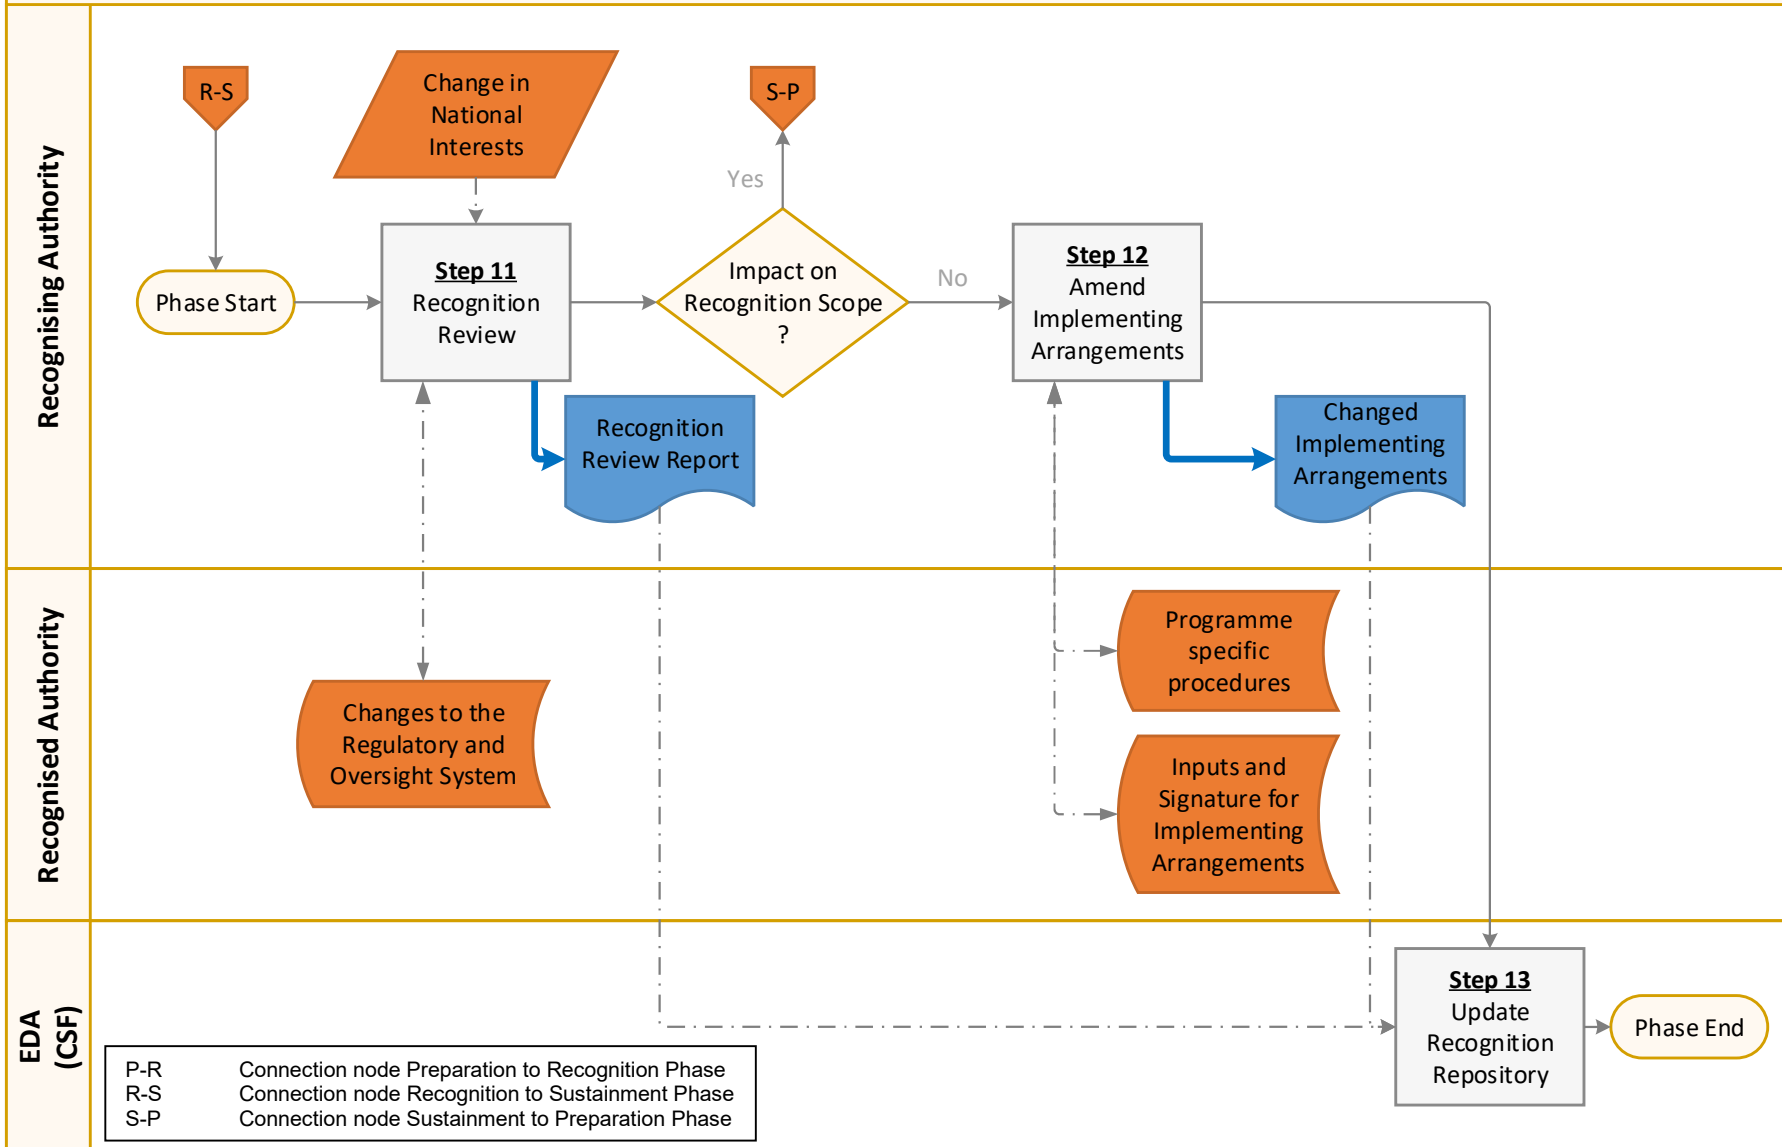 Recognising Authority
R-S
Change in
National
Interests
S-P
Yes
Phase Start
Step 11
Recognition
Review
Impact on
Recognition Scope
?
No
Step 12
Amend
Implementing
Arrangements
Recognition
Review Report
Changed
Implementing
Arrangements
Recognised Authority
Changes to the
Regulatory and
Oversight System
Programme
specific
procedures
Inputs and
Signature for
Implementing
Arrangements
EDA
(CSF)
Step 13
Update
Recognition
Repository
Phase End
P-R Connection node Preparation to Recognition Phase
R-S Connection node Recognition to Sustainment Phase
S-P Connection node Sustainment to Preparation Phase